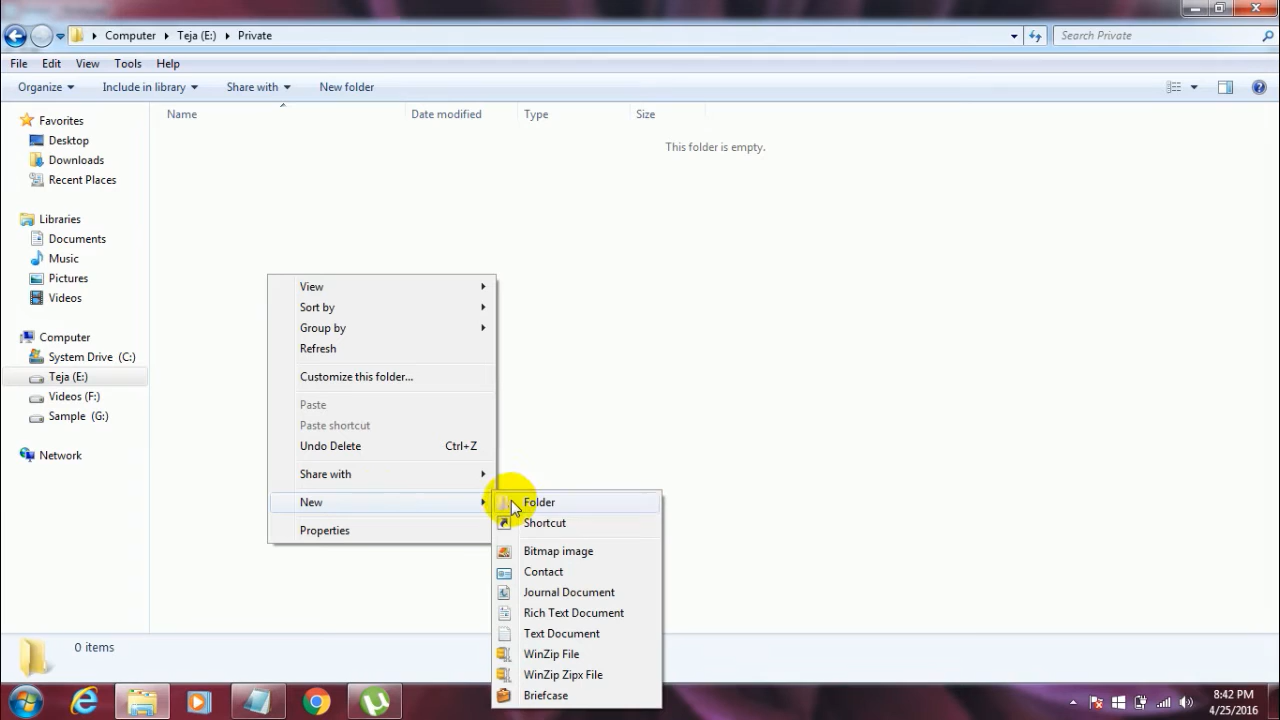 Computer Teja (E:) Private
Search Private
File Edit View Tools Help
Organize Include in library Share with New folder
Name Date modified Type Size
This folder is empty.
Favorites
Desktop
Downloads
Recent Places
Libraries
Documents
Music
Pictures
Videos
Computer
System Drive (C:)
Teja (E:)
Videos (F:)
Sample (G:)
Network
View
Sort by
Group by
Refresh
Customize this folder...
Paste
Paste shortcut
Undo Delete Ctrl+Z
Share with
New
Properties
Folder
Shortcut
Bitmap image
Contact
Journal Document
Rich Text Document
Text Document
WinZip File
WinZip Zipx File
Briefcase
0 items
8:42 PM
4/25/2016